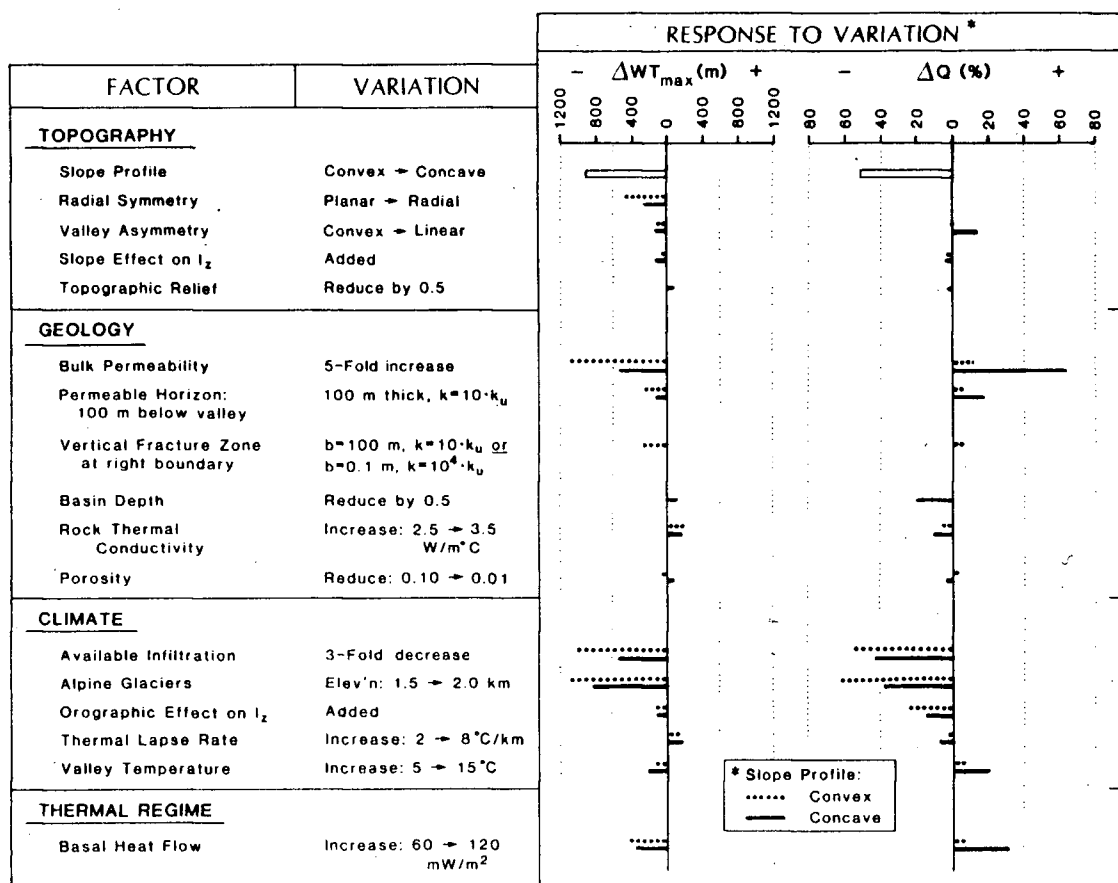 RESPONSE TO VARIATION*
FACTOR VARIATION − ΔWTmax(m) + − ΔQ (%) +
1200 800 400 0 400 800 1200 80 60 40 20 0 20 40 60 80
TOPOGRAPHY
Slope Profile Convex → Concave
Radial Symmetry Planar → Radial
Valley Asymmetry Convex → Linear
Slope Effect on Iz Added
Topographic Relief Reduce by 0.5
GEOLOGY
Bulk Permeability 5-Fold increase
Permeable Horizon: 100 m thick, k=10·ku
100 m below valley
Vertical Fracture Zone b=100 m, k=10·ku or
at right boundary b=0.1 m, k=10⁴·ku
Basin Depth Reduce by 0.5
Rock Thermal Increase: 2.5 → 3.5
Conductivity W/m°C
Porosity Reduce: 0.10 → 0.01
CLIMATE
Available Infiltration 3-Fold decrease
Alpine Glaciers Elev'n: 1.5 → 2.0 km
Orographic Effect on Iz Added
Thermal Lapse Rate Increase: 2 → 8°C/km
Valley Temperature Increase: 5 → 15°C
* Slope Profile:
Convex
Concave
THERMAL REGIME
Basal Heat Flow Increase: 60 → 120
mW/m²